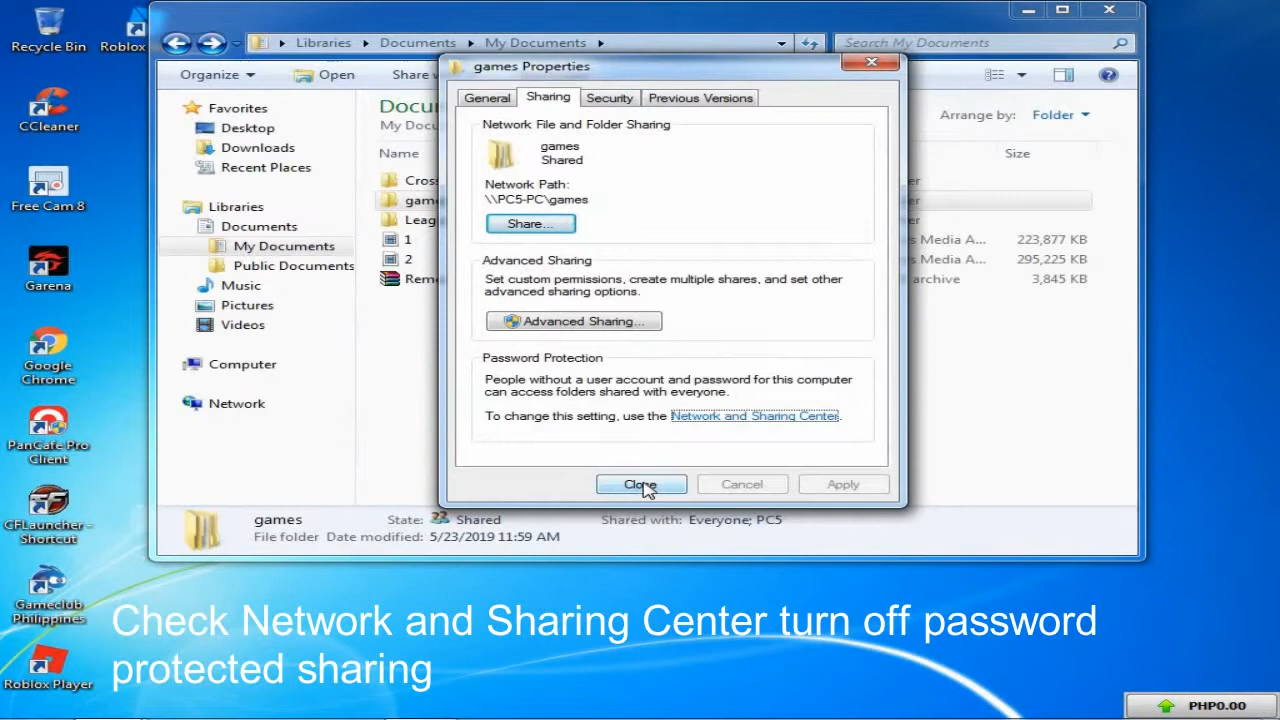 Recycle Bin
Roblox
CCleaner
Free Cam 8
Garena
Google
Chrome
PanCafe Pro
Client
GFLauncher -
Shortcut
Gameclub
Philippines
Roblox Player
Libraries
Documents
My Documents
Search My Documents
Organize
Open
Share
Favorites
Desktop
Downloads
Recent Places
Libraries
Documents
My Documents
Public Documents
Music
Pictures
Videos
Computer
Network
Arrange by: Folder
Name
Size
1
2
223,877 KB
295,225 KB
archive
3,845 KB
games Properties
General
Sharing
Security
Previous Versions
Network File and Folder Sharing
games
Shared
Network Path:
\\PC5-PC\games
Share...
Advanced Sharing
Set custom permissions, create multiple shares, and set other
advanced sharing options.
Advanced Sharing...
Password Protection
People without a user account and password for this computer
can access folders shared with everyone.
To change this setting, use the Network and Sharing Center.
Close
Cancel
Apply
games State: Shared Shared with: Everyone; PC5
File folder Date modified: 5/23/2019 11:59 AM
Check Network and Sharing Center turn off password
protected sharing
PHP0.00